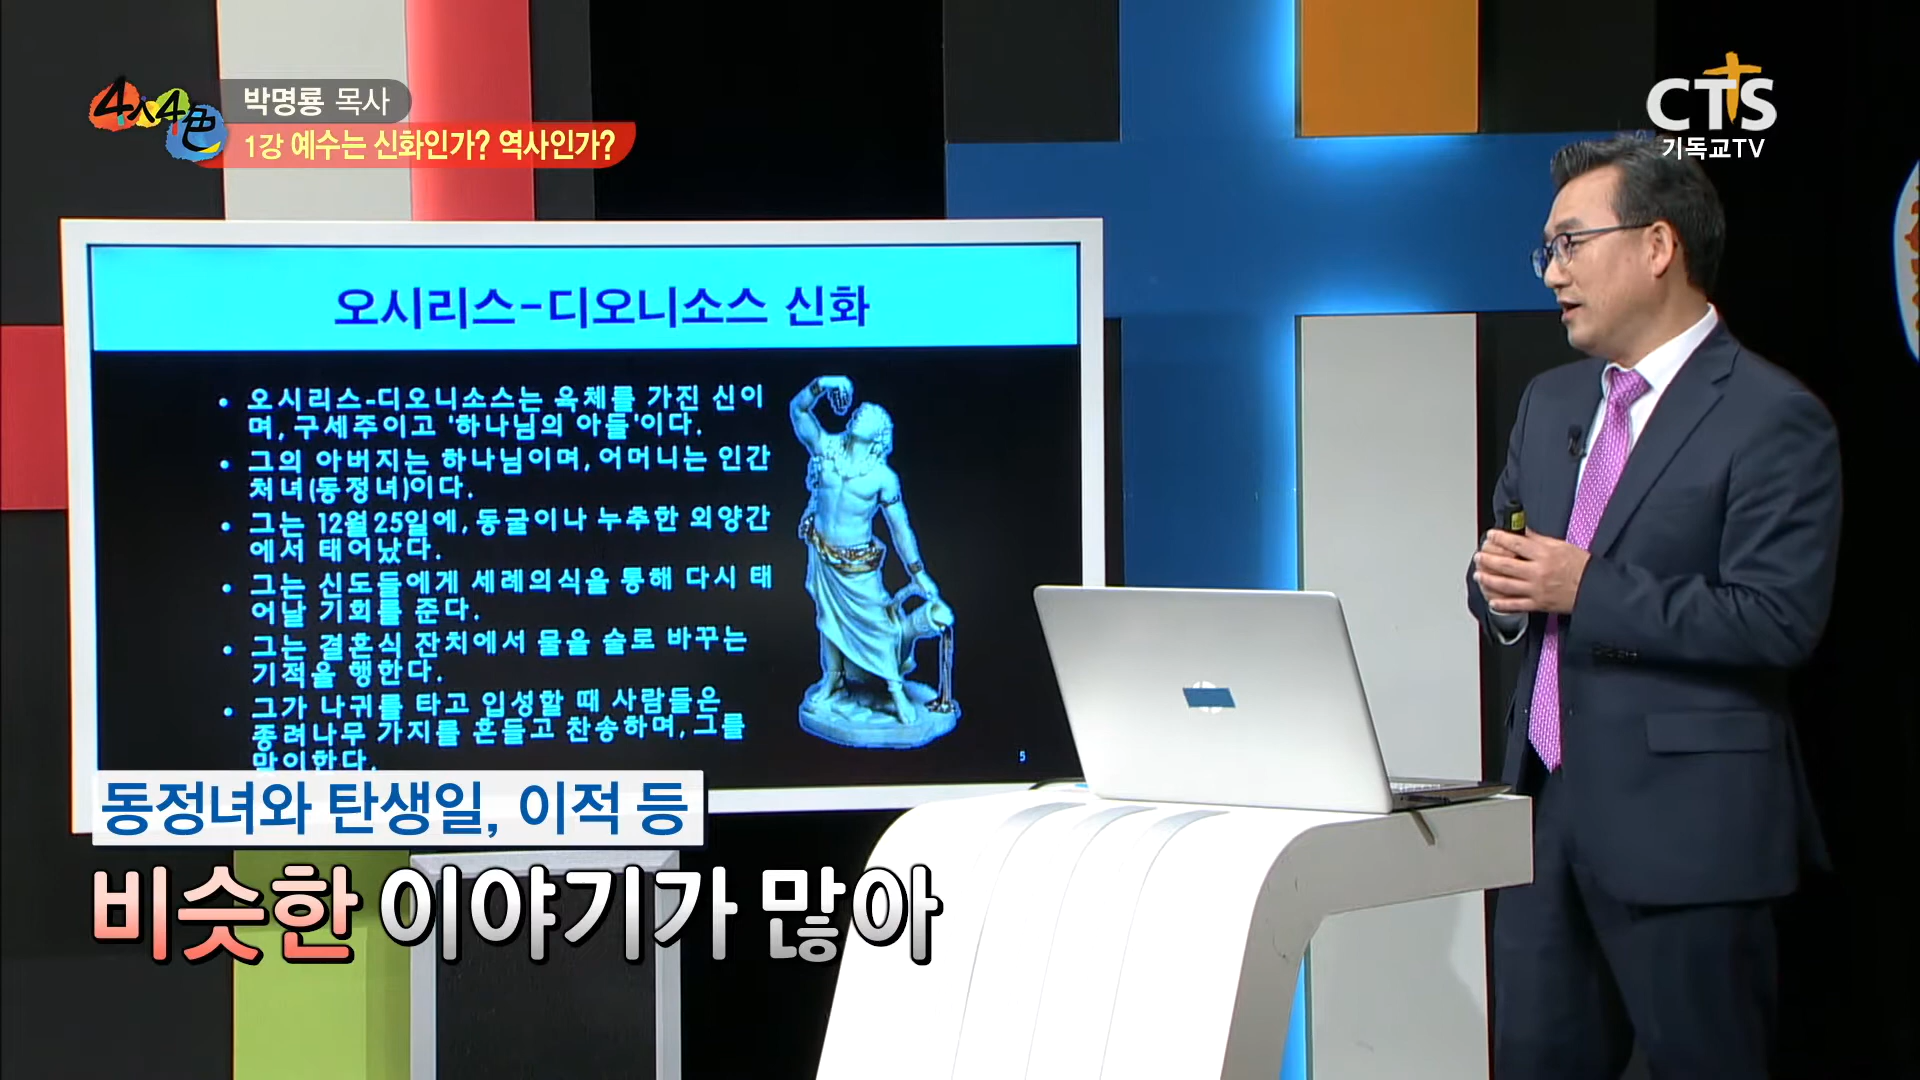 4人4色
박명룡 목사
1강 예수는 신화인가? 역사인가?
CTS
기독교TV
오시리스-디오니소스 신화
• 오시리스-디오니소스는 육체를 가진 신이
며, 구세주이고 '하나님의 아들'이다.
• 그의 아버지는 하나님이며, 어머니는 인간
처녀(동정녀)이다.
• 그는 12월 25일에, 동굴이나 누추한 외양간
에서 태어났다.
• 그는 신도들에게 세례의식을 통해 다시 태
어날 기회를 준다.
• 그는 결혼식 잔치에서 물을 술로 바꾸는
기적을 행한다.
• 그가 나귀를 타고 입성할 때 사람들은
종려나무 가지를 흔들고 찬송하며, 그를
맞이한다.
5
동정녀와 탄생일, 이적 등
비슷한 이야기가 많아